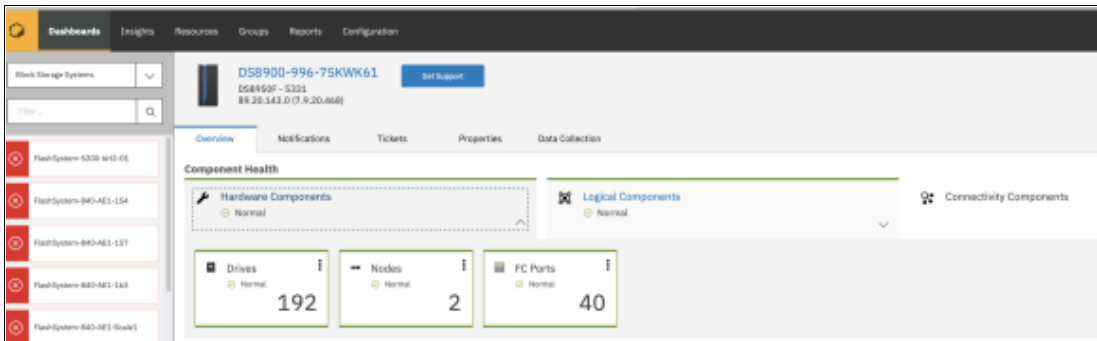 Dashboards Insights Resources Groups Reports Configuration
Block Storage Systems
Filter...
FlashSystem-5200-6H2-01
FlashSystem-840-AE1-154
FlashSystem-840-AE1-157
FlashSystem-840-AE1-163
FlashSystem-840-AE1-Scale1
DS8900-996-75KWK61
Get Support
DS8950F - 5331
89.20.143.0 (7.9.20.468)
Overview Notifications Tickets Properties Data Collection
Component Health
Hardware Components
Normal
Logical Components
Normal
Connectivity Components
Drives
Normal
192
Nodes
Normal
2
FC Ports
Normal
40